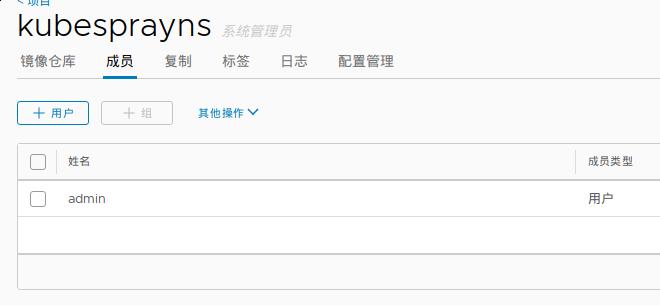 < 项目
kubesprayns 系统管理员
镜像仓库 成员 复制 标签 日志 配置管理
+ 用户 + 组 其他操作
姓名 成员类型
admin 用户